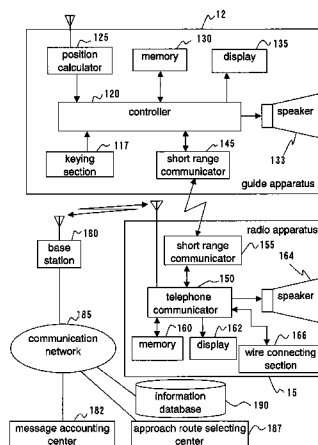 12
125
position calculator
130
memory
135
display
120
controller
117
keying section
145
short range communicator
speaker
133
guide apparatus
180
base station
radio apparatus
164
155
short range communicator
150
telephone communicator
speaker
160
memory
162
display
166
wire connecting section
15
185
communication network
information database
190
182
message accounting center
approach route selecting center
187